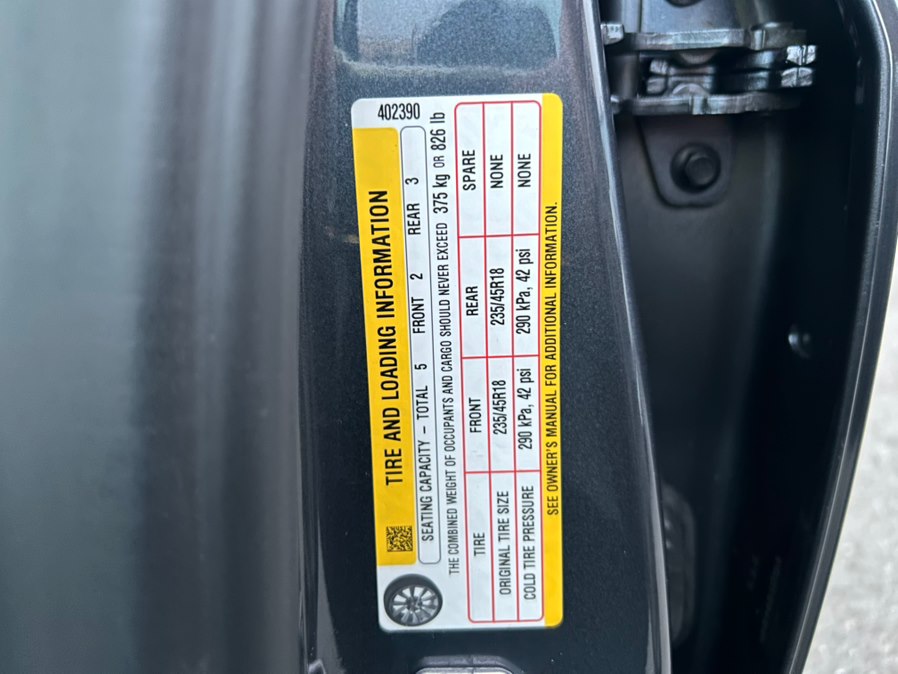 402390
TIRE AND LOADING INFORMATION
SEATING CAPACITY – TOTAL 5 FRONT 2 REAR 3
THE COMBINED WEIGHT OF OCCUPANTS AND CARGO SHOULD NEVER EXCEED 375 kg OR 826 lb
TIRE FRONT REAR SPARE
ORIGINAL TIRE SIZE 235/45R18 235/45R18 NONE
COLD TIRE PRESSURE 290 kPa, 42 psi 290 kPa, 42 psi NONE
SEE OWNER'S MANUAL FOR ADDITIONAL INFORMATION.